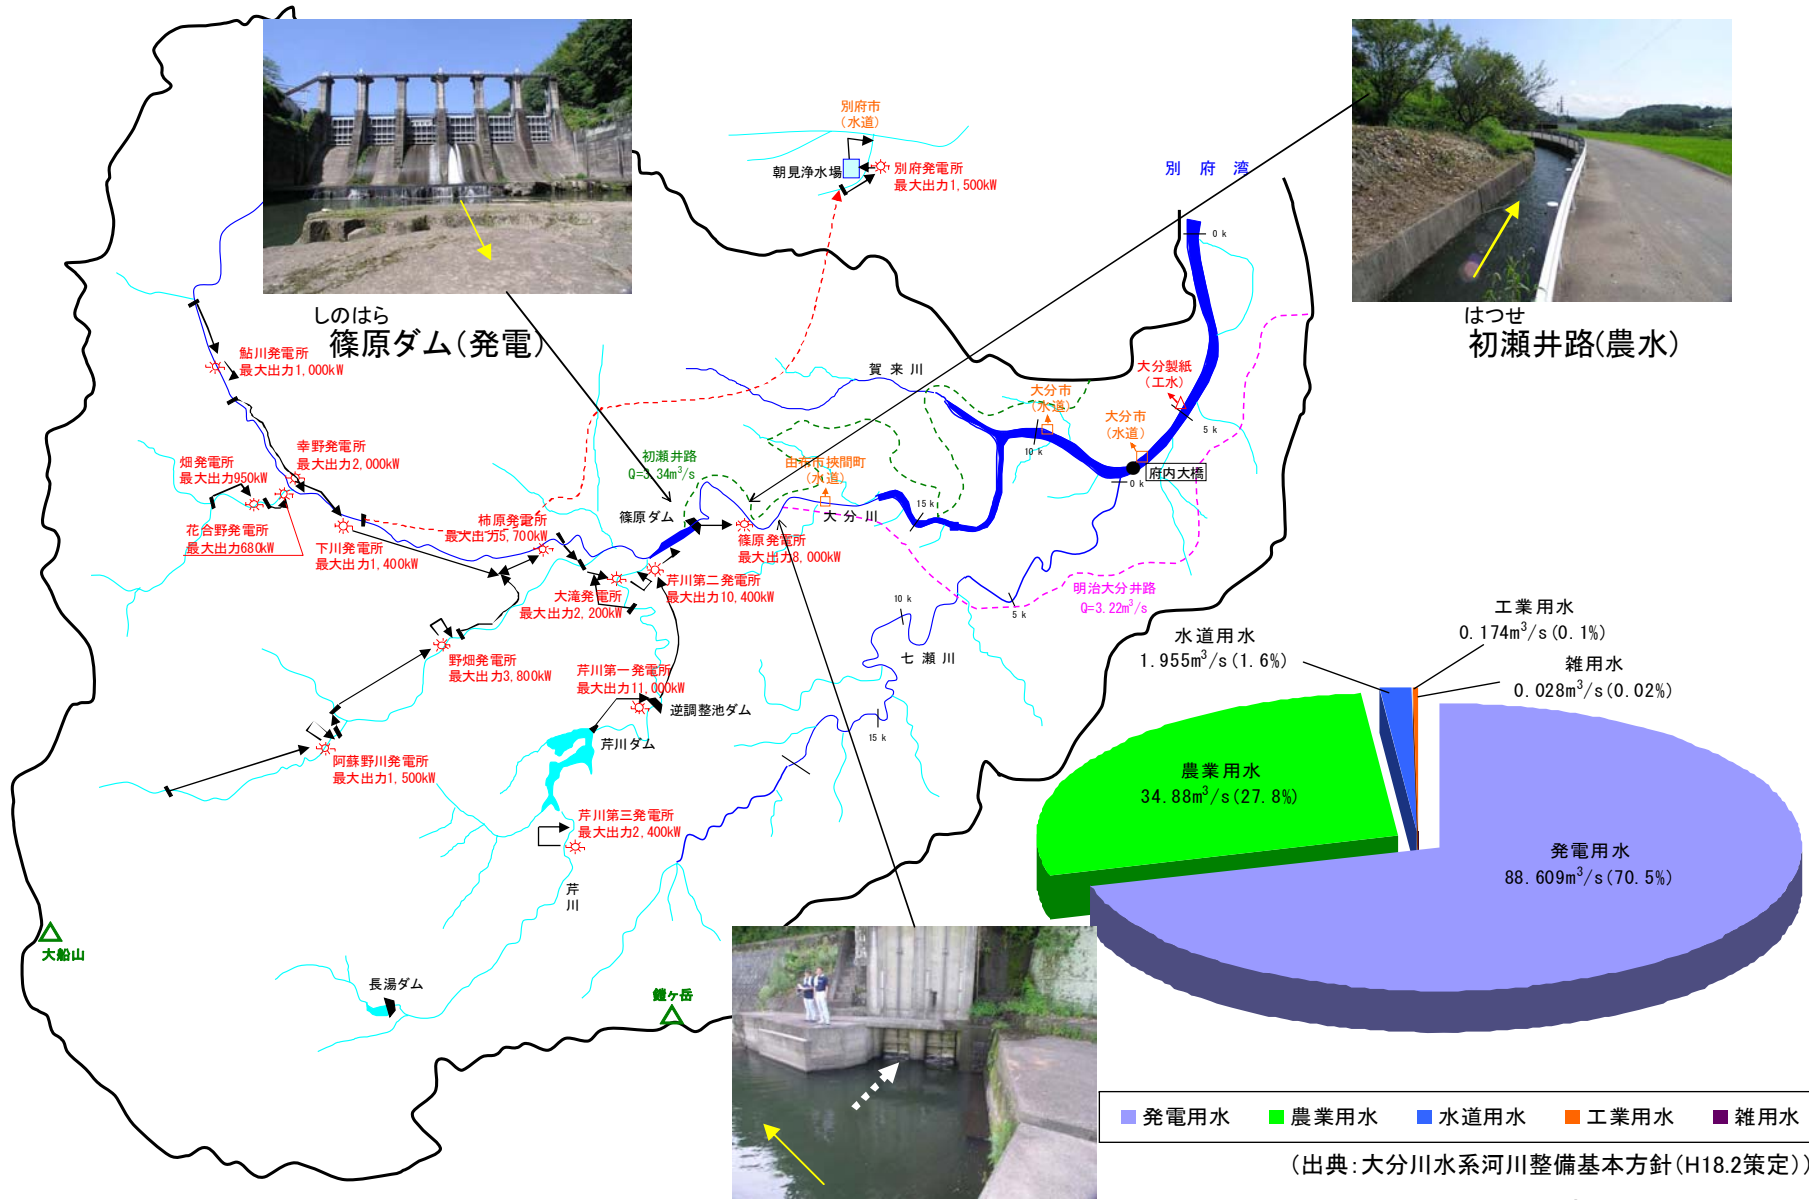 別府市
(水道)
朝見浄水場
別府発電所
最大出力1,500kW
別府湾
0k
しのはら
篠原ダム(発電)
はつせ
初瀬井路(農水)
鮎川発電所
最大出力1,000kW
賀来川
大分製紙
(工水)
大分市
(水道)
大分市
(水道)
5k
10k
府内大橋
0k
幸野発電所
最大出力2,000kW
畑発電所
最大出力950kW
初瀬井路
Q=3.34m³/s
由布市挾間町
(水道)
15k
大分川
篠原ダム
花合野発電所
最大出力680kW
下川発電所
最大出力1,400kW
柿原発電所
最大出力5,700kW
篠原発電所
最大出力8,000kW
芹川第二発電所
最大出力10,400kW
大滝発電所
最大出力2,200kW
明治大分井路
Q=3.22m³/s
10k
5k
七瀬川
15k
野畑発電所
最大出力3,800kW
芹川第一発電所
最大出力11,000kW
逆調整池ダム
芹川ダム
阿蘇野川発電所
最大出力1,500kW
芹川第三発電所
最大出力2,400kW
芹川
大船山
長湯ダム
鎧ヶ岳
工業用水
0.174m³/s(0.1%)
水道用水
1.955m³/s(1.6%)
雑用水
0.028m³/s(0.02%)
農業用水
34.88m³/s(27.8%)
発電用水
88.609m³/s(70.5%)
発電用水 農業用水 水道用水 工業用水 雑用水
(出典:大分川水系河川整備基本方針(H18.2策定))